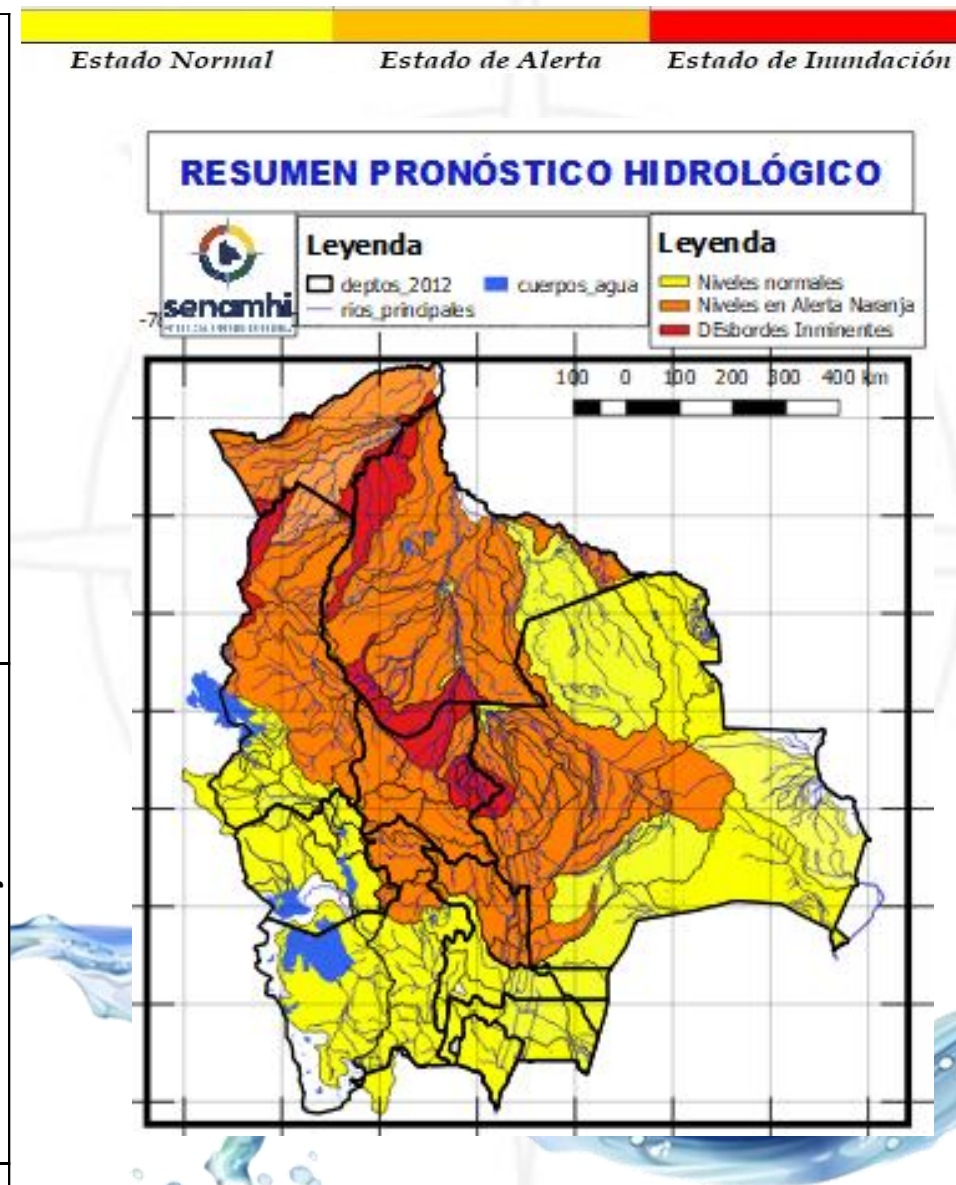 Estado Normal Estado de Alerta Estado de Inundación
RESUMEN PRONÓSTICO HIDROLÓGICO
senamhi
Leyenda
deptos_2012 cuerpos_agua
rios_principales
Leyenda
Niveles normales
Niveles en Alerta Naranja
DEsbordes Inminentes
100 0 100 200 300 400 km